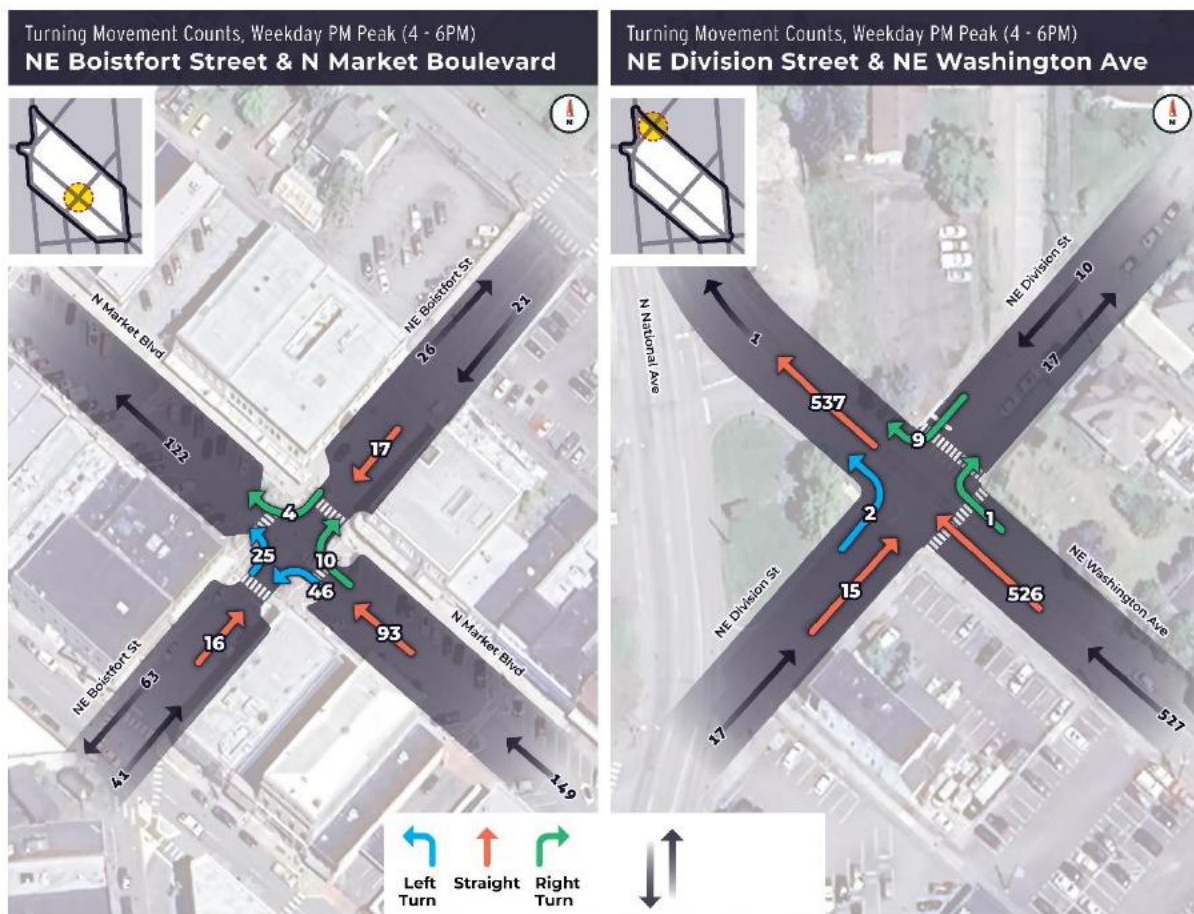 Turning Movement Counts, Weekday PM Peak (4 - 6PM)
NE Boistfort Street & N Market Boulevard
N
N Market Blvd
NE Boistfort St
26
21
122
17
4
25
10
46
16
93
NE Boistfort St
63
41
N Market Blvd
149
Turning Movement Counts, Weekday PM Peak (4 - 6PM)
NE Division Street & NE Washington Ave
N
N National Ave
NE Division St
10
17
1
537
9
2
1
15
526
NE Division St
NE Washington Ave
17
527
Left
Turn
Straight
Right
Turn